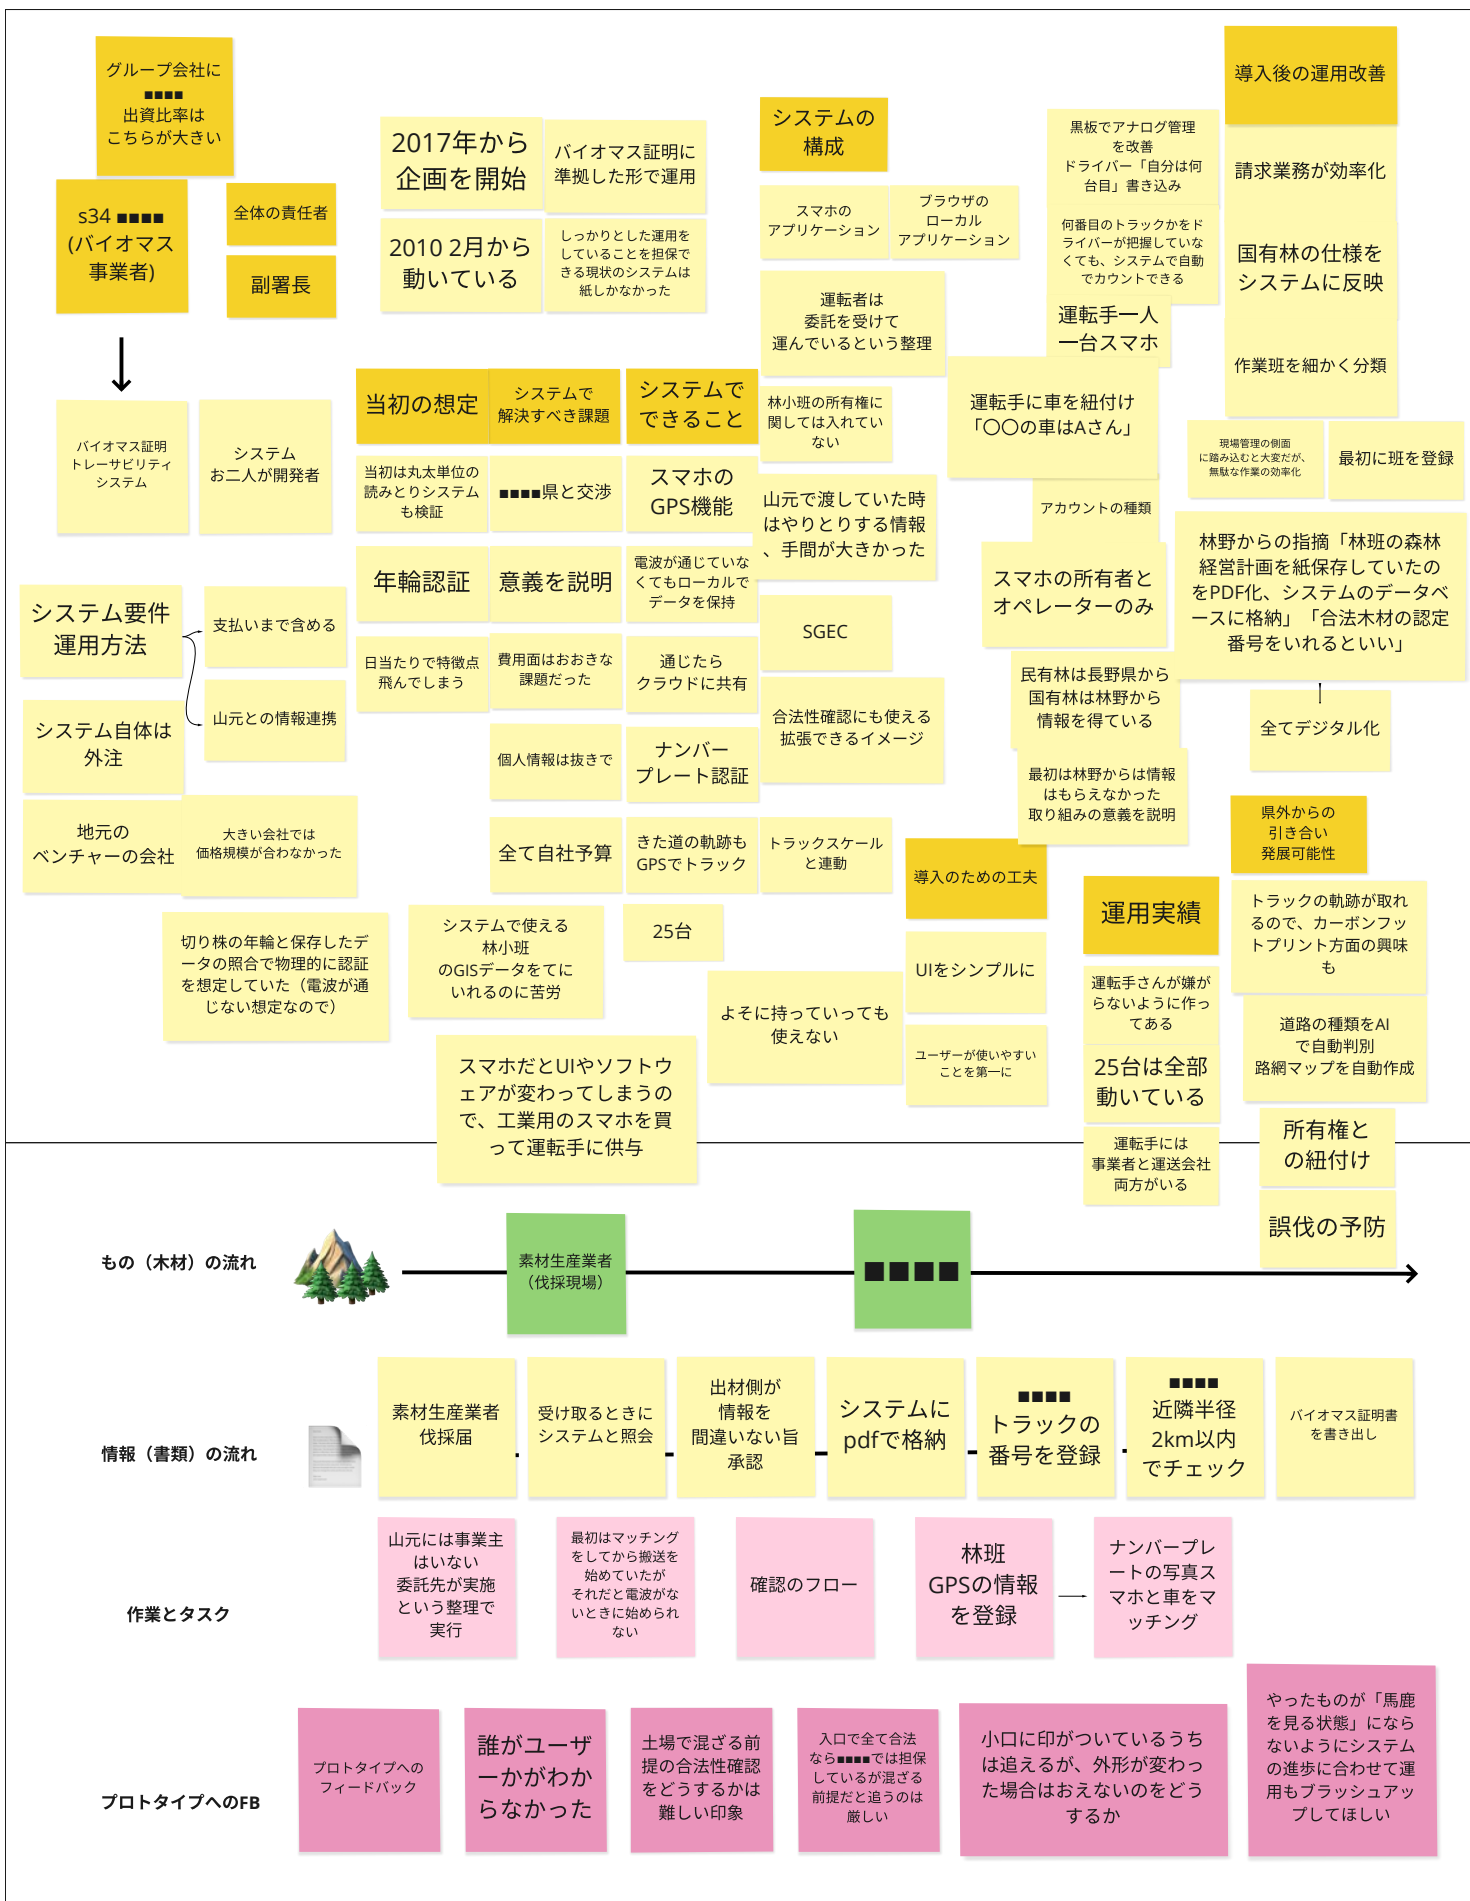 グループ会社に
■■■■
出資比率は
こちらが大きい
s34 ■■■■
(バイオマス
事業者)
全体の責任者
副署長
バイオマス証明
トレーサビリティ
システム
システム
お二人が開発者
システム要件
運用方法
支払いまで含める
山元との情報連携
システム自体は
外注
地元の
ベンチャーの会社
大きい会社では
価格規模が合わなかった
切り株の年輪と保存したデ
ータの照合で物理的に認証
を想定していた（電波が通
じない想定なので）
2017年から
企画を開始
バイオマス証明に
準拠した形で運用
2010 2月から
動いている
しっかりとした運用を
していることを担保で
きる現状のシステムは
紙しかなかった
当初の想定
当初は丸太単位の
読みとりシステム
も検証
年輪認証
日当たりで特徴点
飛んでしまう
システムで
解決すべき課題
■■■■県と交渉
意義を説明
費用面はおおきな
課題だった
個人情報は抜きで
全て自社予算
システムで使える
林小班
のGISデータをてに
いれるのに苦労
スマホだとUIやソフトウ
ェアが変わってしまうの
で、工業用のスマホを買
って運転手に供与
システムで
できること
スマホの
GPS機能
電波が通じていな
くてもローカルで
データを保持
通じたら
クラウドに共有
ナンバー
プレート認証
きた道の軌跡も
GPSでトラック
25台
システムの
構成
スマホの
アプリケーション
ブラウザの
ローカル
アプリケーション
運転者は
委託を受けて
運んでいるという整理
林小班の所有権に
関しては入れてい
ない
山元で渡していた時
はやりとりする情報
、手間が大きかった
SGEC
合法性確認にも使える
拡張できるイメージ
トラックスケール
と連動
よそに持っていっても
使えない
導入のための工夫
UIをシンプルに
ユーザーが使いやすい
ことを第一に
黒板でアナログ管理
を改善
ドライバー「自分は何
台目」書き込み
何番目のトラックかをド
ライバーが把握していな
くても、システムで自動
でカウントできる
運転手一人
一台スマホ
運転手に車を紐付け
「〇〇の車はAさん」
アカウントの種類
スマホの所有者と
オペレーターのみ
民有林は長野県から
国有林は林野から
情報を得ている
最初は林野からは情報
はもらえなかった
取り組みの意義を説明
運用実績
運転手さんが嫌が
らないように作っ
てある
25台は全部
動いている
運転手には
事業者と運送会社
両方がいる
導入後の運用改善
請求業務が効率化
国有林の仕様を
システムに反映
作業班を細かく分類
現場管理の側面
に踏み込むと大変だが、
無駄な作業の効率化
最初に班を登録
林野からの指摘「林班の森林
経営計画を紙保存していたの
をPDF化、システムのデータベ
ースに格納」「合法木材の認定
番号をいれるといい」
全てデジタル化
県外からの
引き合い
発展可能性
トラックの軌跡が取れ
るので、カーボンフッ
トプリント方面の興味
も
道路の種類をAI
で自動判別
路網マップを自動作成
所有権と
の紐付け
誤伐の予防
もの（木材）の流れ
素材生産業者
（伐採現場）
■■■■
情報（書類）の流れ
素材生産業者
伐採届
受け取るときに
システムと照会
出材側が
情報を
間違いない旨
承認
システムに
pdfで格納
■■■■
トラックの
番号を登録
■■■■
近隣半径
2km以内
でチェック
バイオマス証明書
を書き出し
作業とタスク
山元には事業主
はいない
委託先が実施
という整理で
実行
最初はマッチング
をしてから搬送を
始めていたが
それだと電波がな
いときに始められ
ない
確認のフロー
林班
GPSの情報
を登録
ナンバープレ
ートの写真ス
マホと車をマ
ッチング
プロトタイプへのFB
プロトタイプへの
フィードバック
誰がユーザ
ーかがわか
らなかった
土場で混ざる前
提の合法性確認
をどうするかは
難しい印象
入口で全て合法
なら■■■■では担保
しているが混ざる
前提だと追うのは
厳しい
小口に印がついているうち
は追えるが、外形が変わっ
た場合はおえないのをどう
するか
やったものが「馬鹿
を見る状態」になら
ないようにシステム
の進歩に合わせて運
用もブラッシュアッ
プしてほしい